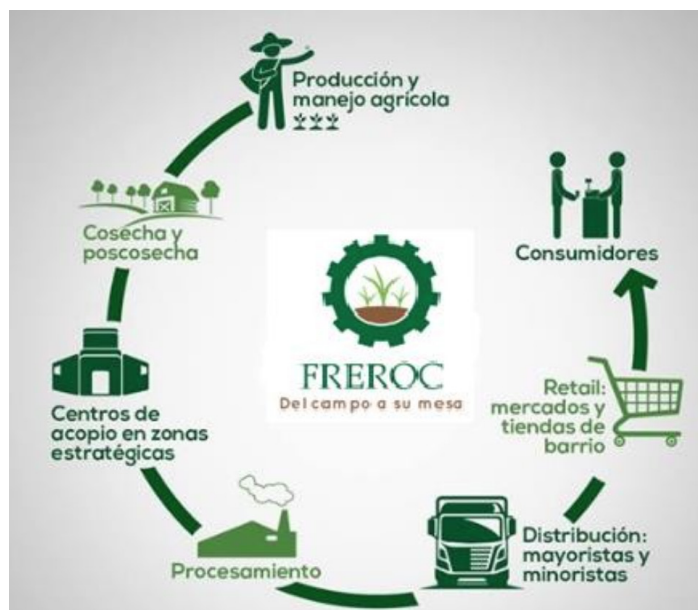 Producción y
manejo agrícola
Cosecha y
poscosecha
Centros de
acopio en zonas
estratégicas
Procesamiento
Distribución:
mayoristas y
minoristas
Retail:
mercados y
tiendas de
barrio
Consumidores
FREROC
Del campo a su mesa